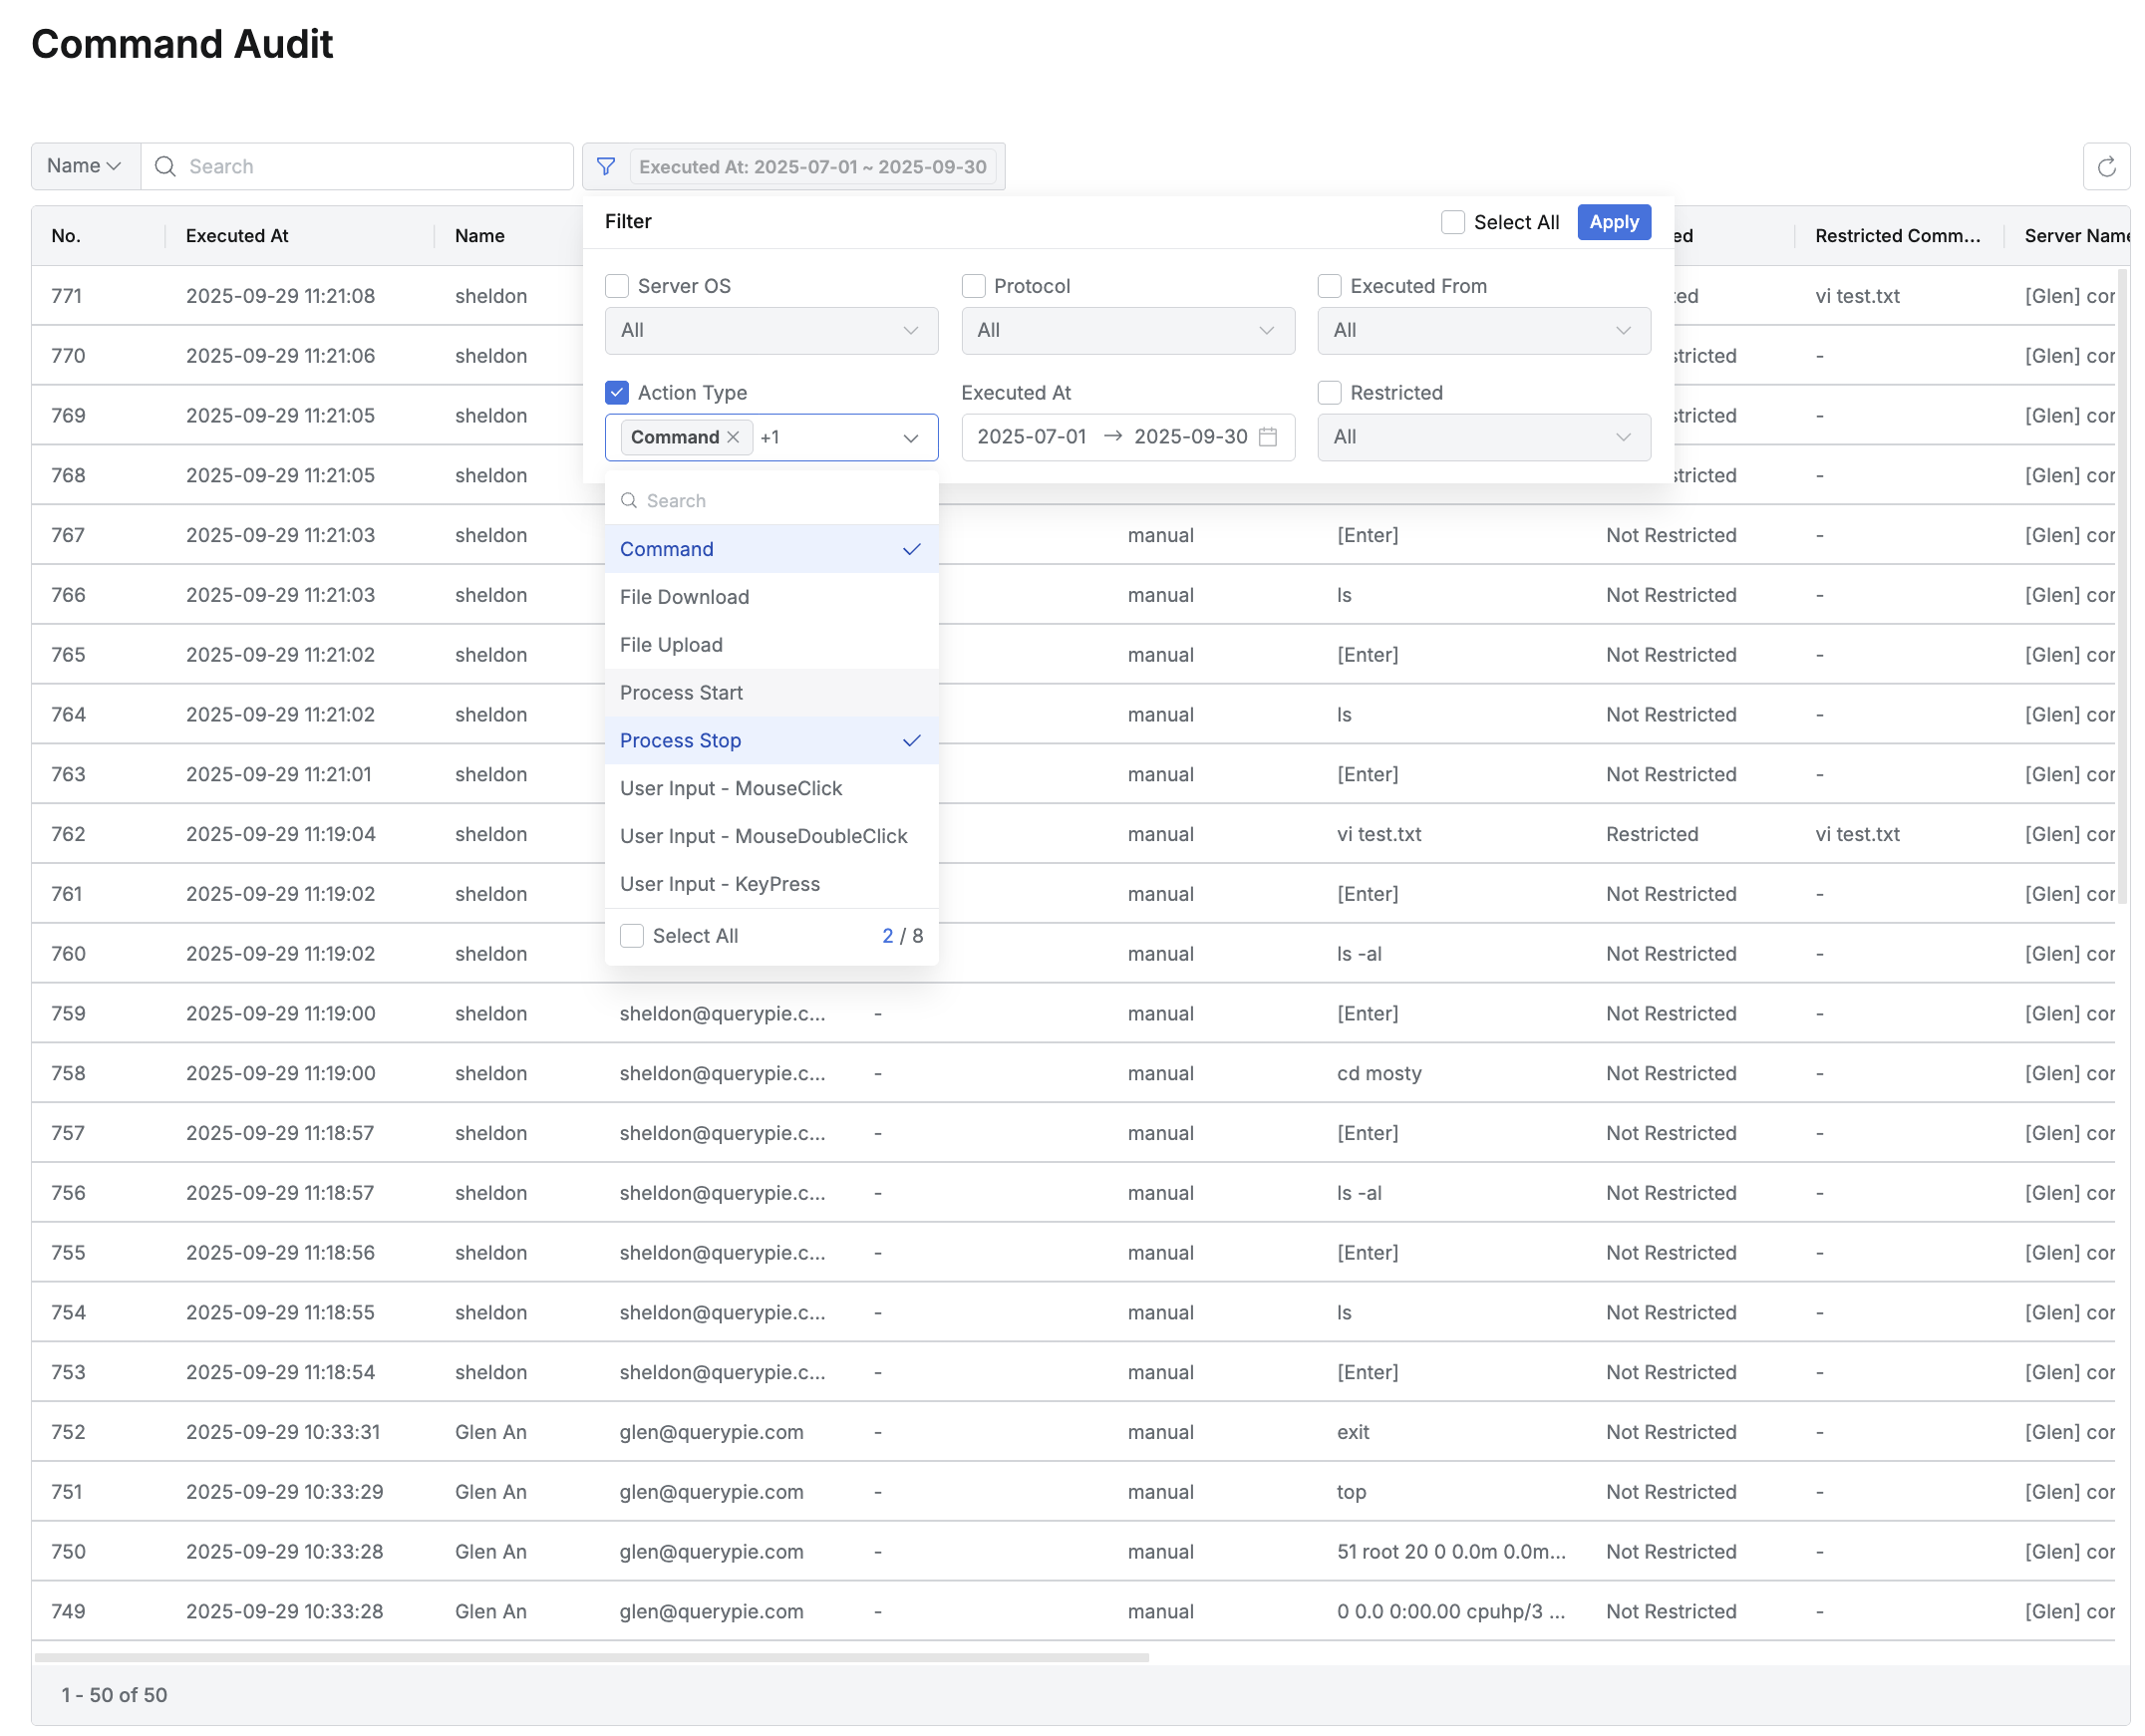 Command Audit
Name Search Executed At: 2025-07-01 ~ 2025-09-30
Filter Select All Apply
No. Executed At Name ed Restricted Comm... Server Name
Server OS Protocol Executed From
All All All
Action Type Executed At Restricted
Command +1 2025-07-01 → 2025-09-30 All
Search
Command
File Download
File Upload
Process Start
Process Stop
User Input - MouseClick
User Input - MouseDoubleClick
User Input - KeyPress
Select All 2 / 8
771 2025-09-29 11:21:08 sheldon ted vi test.txt [Glen] cor
770 2025-09-29 11:21:06 sheldon stricted - [Glen] cor
769 2025-09-29 11:21:05 sheldon stricted - [Glen] cor
768 2025-09-29 11:21:05 sheldon stricted - [Glen] cor
767 2025-09-29 11:21:03 sheldon manual [Enter] Not Restricted - [Glen] cor
766 2025-09-29 11:21:03 sheldon manual ls Not Restricted - [Glen] cor
765 2025-09-29 11:21:02 sheldon manual [Enter] Not Restricted - [Glen] cor
764 2025-09-29 11:21:02 sheldon manual ls Not Restricted - [Glen] cor
763 2025-09-29 11:21:01 sheldon manual [Enter] Not Restricted - [Glen] cor
762 2025-09-29 11:19:04 sheldon manual vi test.txt Restricted vi test.txt [Glen] cor
761 2025-09-29 11:19:02 sheldon manual [Enter] Not Restricted - [Glen] cor
760 2025-09-29 11:19:02 sheldon manual ls -al Not Restricted - [Glen] cor
759 2025-09-29 11:19:00 sheldon sheldon@querypie.c... - manual [Enter] Not Restricted - [Glen] cor
758 2025-09-29 11:19:00 sheldon sheldon@querypie.c... - manual cd mosty Not Restricted - [Glen] cor
757 2025-09-29 11:18:57 sheldon sheldon@querypie.c... - manual [Enter] Not Restricted - [Glen] cor
756 2025-09-29 11:18:57 sheldon sheldon@querypie.c... - manual ls -al Not Restricted - [Glen] cor
755 2025-09-29 11:18:56 sheldon sheldon@querypie.c... - manual [Enter] Not Restricted - [Glen] cor
754 2025-09-29 11:18:55 sheldon sheldon@querypie.c... - manual ls Not Restricted - [Glen] cor
753 2025-09-29 11:18:54 sheldon sheldon@querypie.c... - manual [Enter] Not Restricted - [Glen] cor
752 2025-09-29 10:33:31 Glen An glen@querypie.com - manual exit Not Restricted - [Glen] cor
751 2025-09-29 10:33:29 Glen An glen@querypie.com - manual top Not Restricted - [Glen] cor
750 2025-09-29 10:33:28 Glen An glen@querypie.com - manual 51 root 20 0 0.0m 0.0m... Not Restricted - [Glen] cor
749 2025-09-29 10:33:28 Glen An glen@querypie.com - manual 0 0.0 0:00.00 cpuhp/3 ... Not Restricted - [Glen] cor
1 - 50 of 50